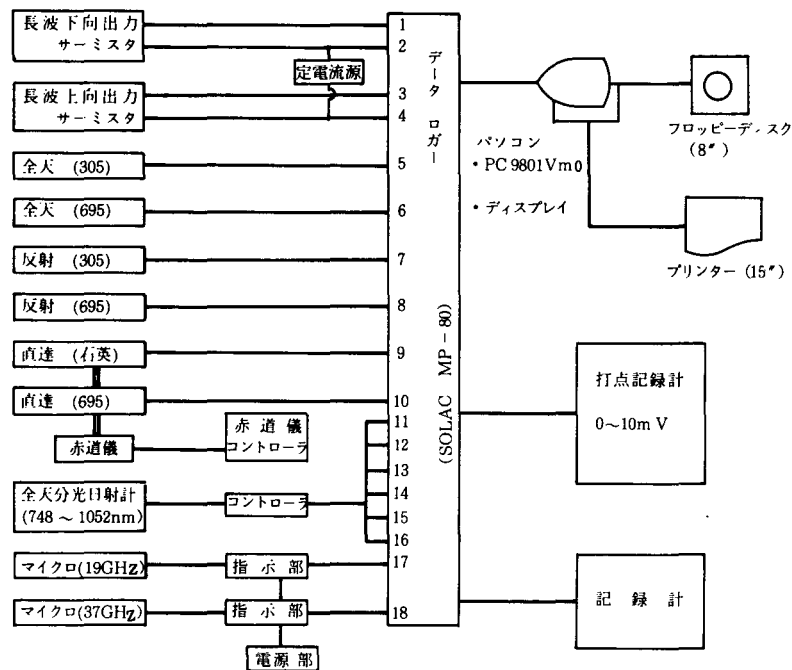 長波下向出力
サーミスタ
定電流源
長波上向出力
サーミスタ
全天 (305)
全天 (695)
反射 (305)
反射 (695)
直達 (石英)
直達 (695)
赤道儀
赤道儀
コントローラ
全天分光日射計
(748 ~ 1052nm)
コントローラ
マイクロ(19GHz)
指示部
マイクロ(37GHz)
指示部
電源部
1
2
3
4
5
6
7
8
9
10
11
12
13
14
15
16
17
18
データロガー
(SOLAC MP-80)
パソコン
・PC 9801Vm0
・ディスプレイ
フロッピーディスク
(8″)
プリンター (15″)
打点記録計
0~10m V
記録計